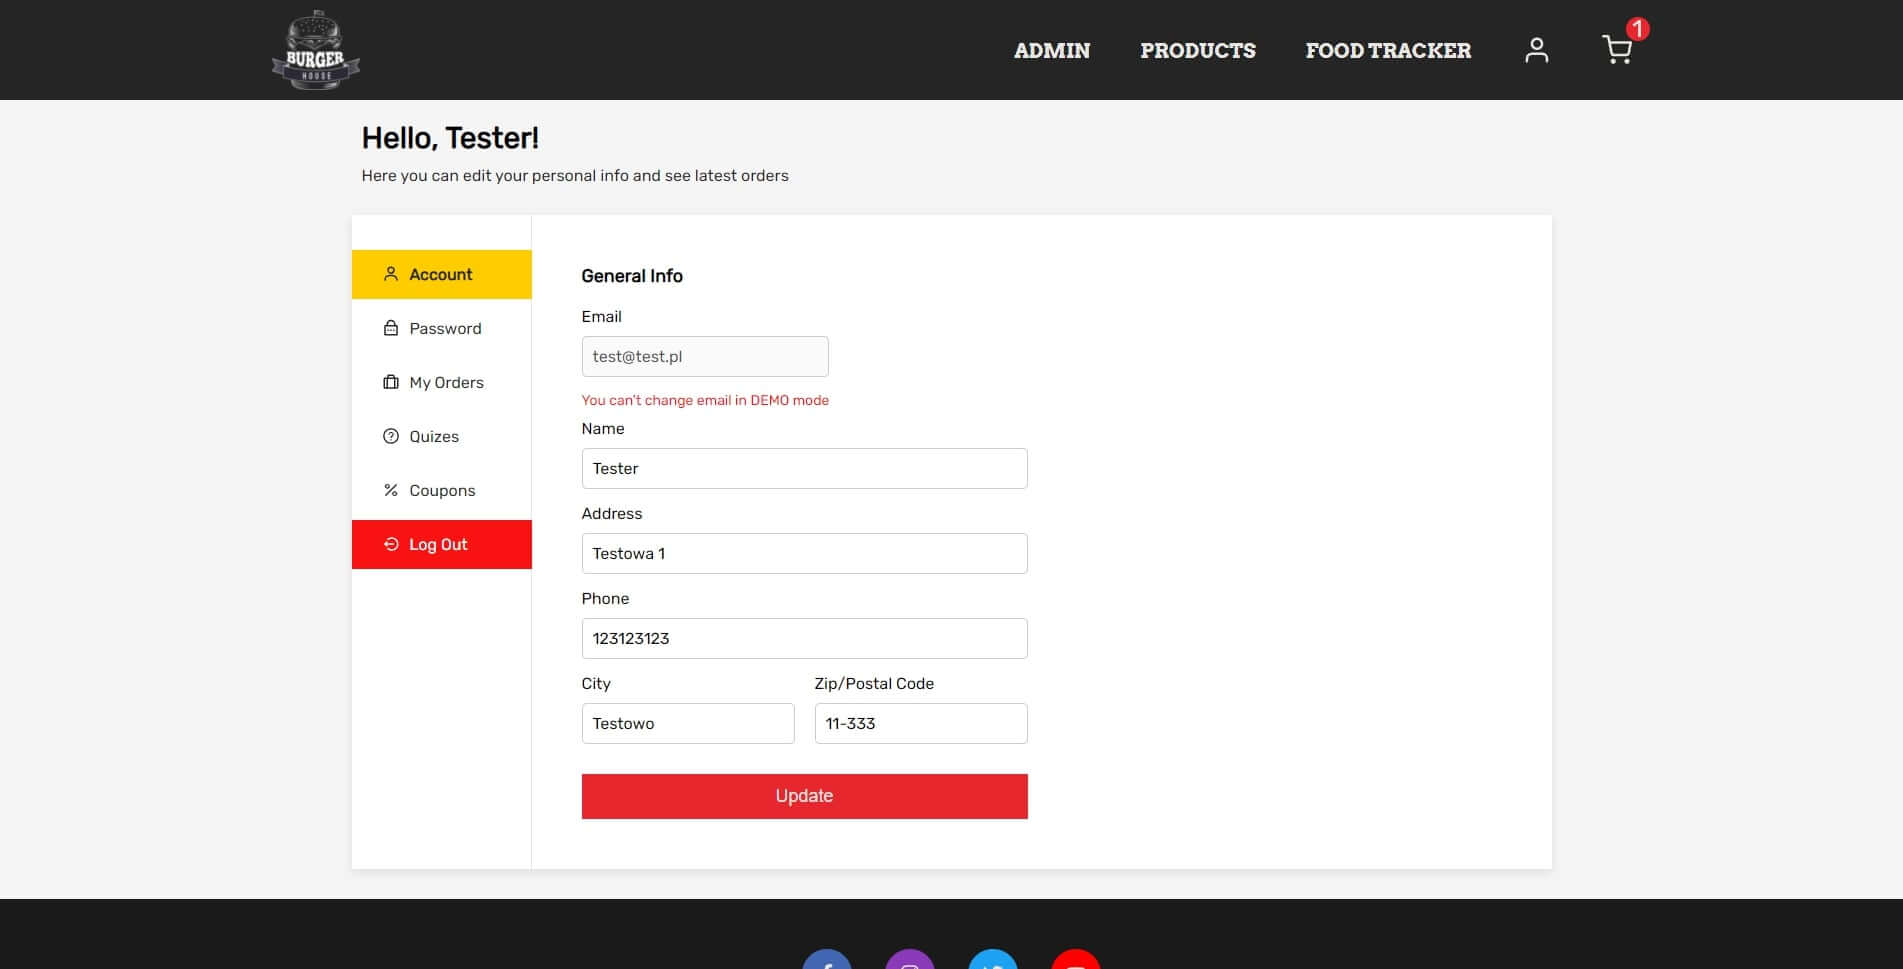 BURGER
HOUSE
ADMIN PRODUCTS FOOD TRACKER 1
Hello, Tester!
Here you can edit your personal info and see latest orders
Account
Password
My Orders
Quizes
Coupons
Log Out
General Info
Email
test@test.pl
You can't change email in DEMO mode
Name
Tester
Address
Testowa 1
Phone
123123123
City Zip/Postal Code
Testowo 11-333
Update